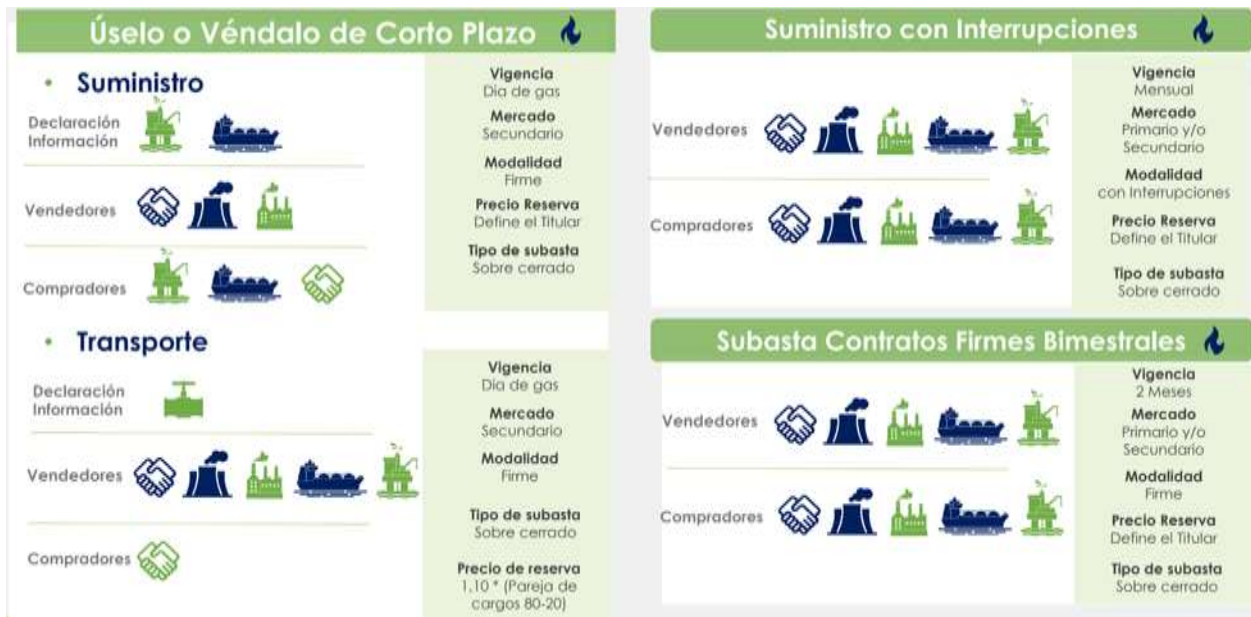 Úselo o Véndalo de Corto Plazo
• Suministro
Declaración
Información
Vendedores
Compradores
Vigencia
Dia de gas
Mercado
Secundario
Modalidad
Firme
Precio Reserva
Define el Titular
Tipo de subasta
Sobre cerrado
• Transporte
Declaración
Información
Vendedores
Compradores
Vigencia
Dia de gas
Mercado
Secundario
Modalidad
Firme
Tipo de subasta
Sobre cerrado
Precio de reserva
1,10 * (Pareja de
cargos 80-20)
Suministro con Interrupciones
Vendedores
Compradores
Vigencia
Mensual
Mercado
Primario y/o
Secundario
Modalidad
con Interrupciones
Precio Reserva
Define el Titular
Tipo de subasta
Sobre cerrado
Subasta Contratos Firmes Bimestrales
Vendedores
Compradores
Vigencia
2 Meses
Mercado
Primario y/o
Secundario
Modalidad
Firme
Precio Reserva
Define el Titular
Tipo de subasta
Sobre cerrado